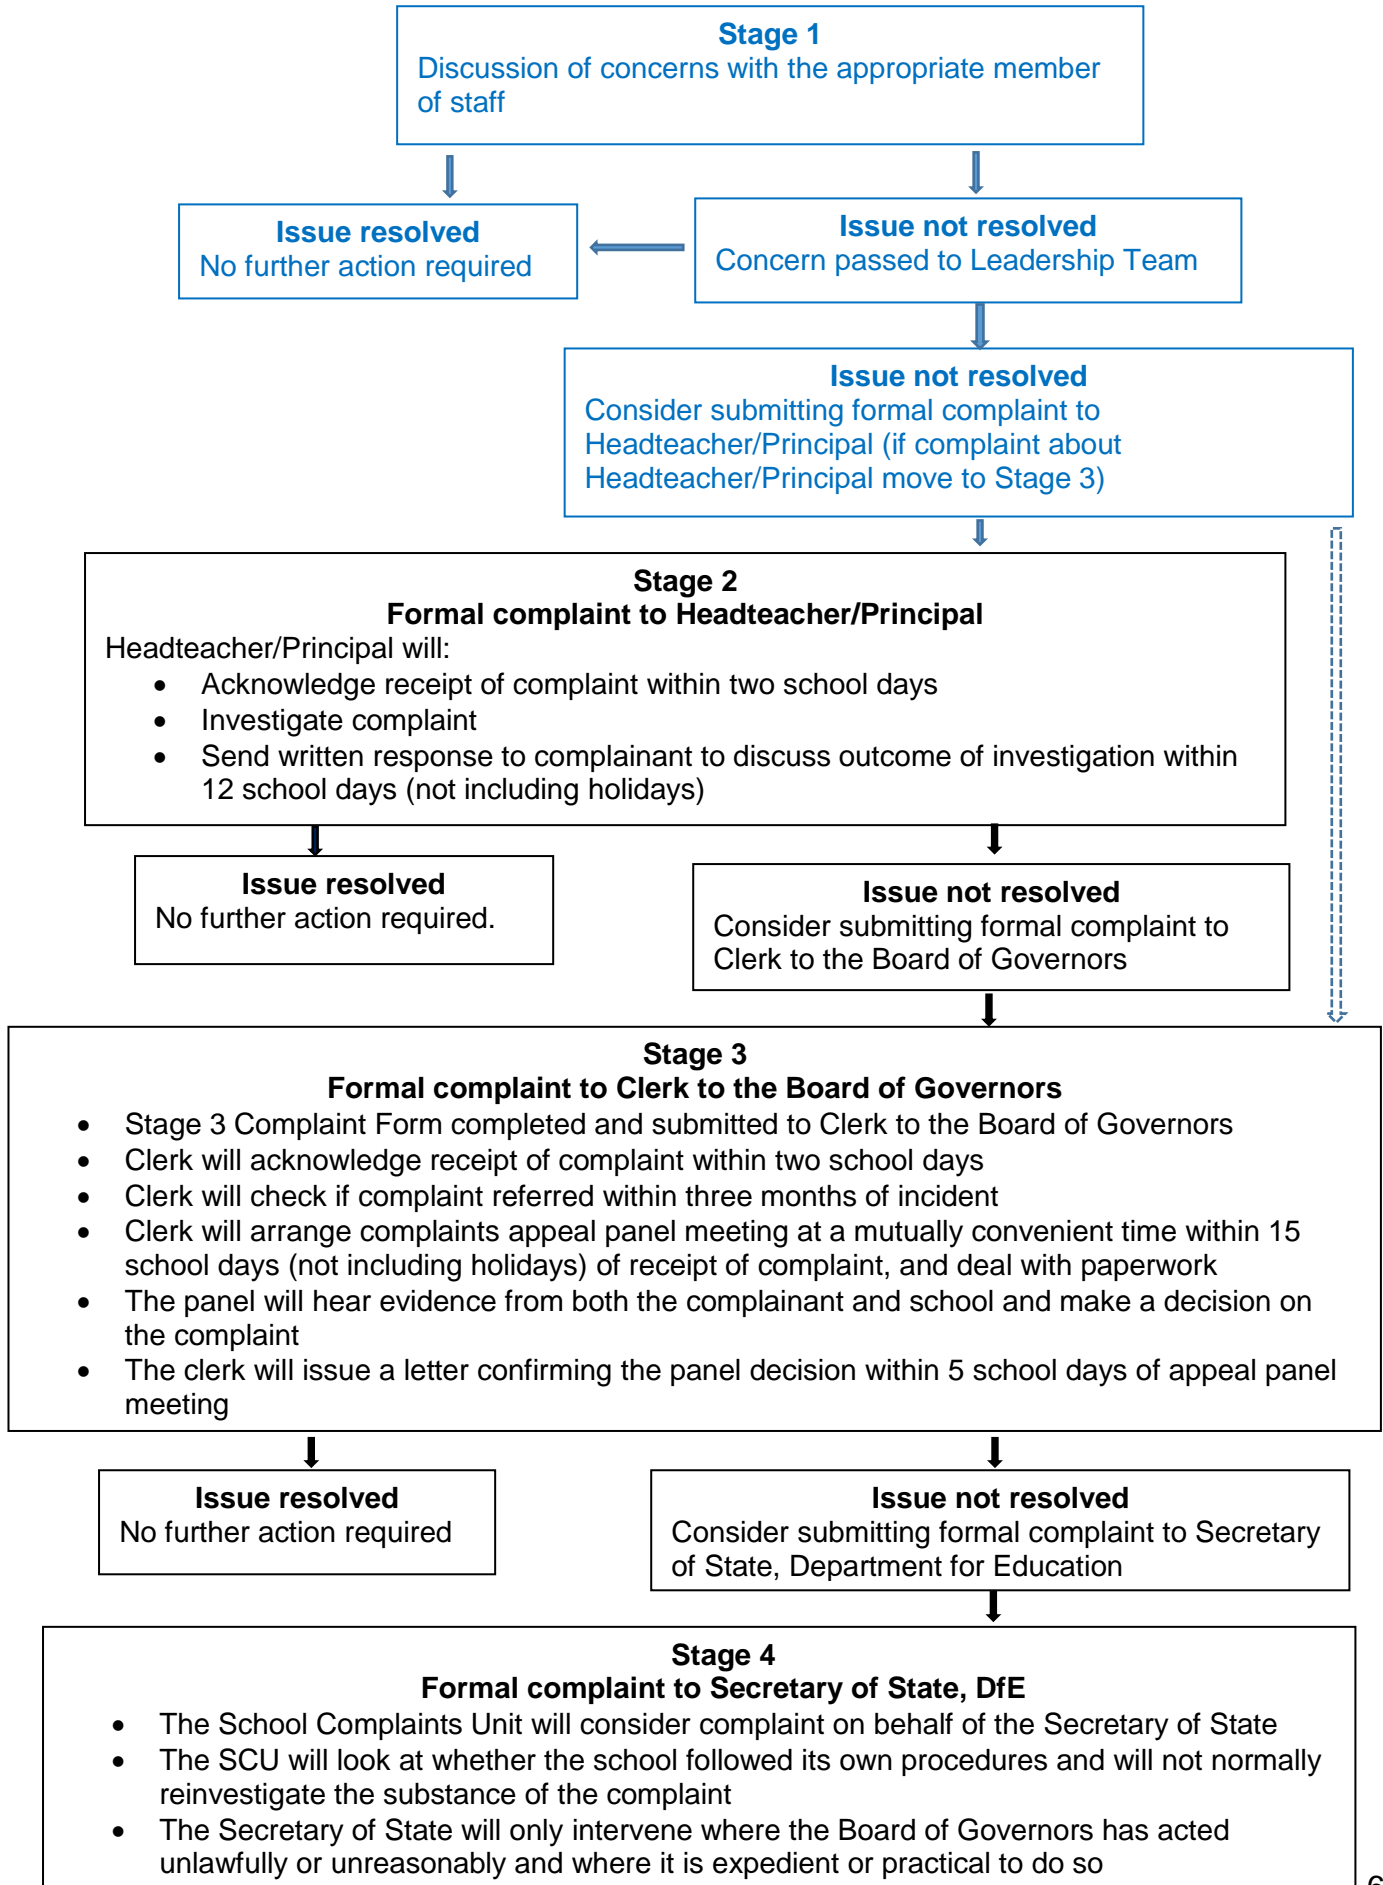 Stage 1
Discussion of concerns with the appropriate member
of staff
Issue resolved
No further action required
Issue not resolved
Concern passed to Leadership Team
Issue not resolved
Consider submitting formal complaint to
Headteacher/Principal (if complaint about
Headteacher/Principal move to Stage 3)
Stage 2
Formal complaint to Headteacher/Principal
Headteacher/Principal will:
• Acknowledge receipt of complaint within two school days
• Investigate complaint
• Send written response to complainant to discuss outcome of investigation within
12 school days (not including holidays)
Issue resolved
No further action required.
Issue not resolved
Consider submitting formal complaint to
Clerk to the Board of Governors
Stage 3
Formal complaint to Clerk to the Board of Governors
• Stage 3 Complaint Form completed and submitted to Clerk to the Board of Governors
• Clerk will acknowledge receipt of complaint within two school days
• Clerk will check if complaint referred within three months of incident
• Clerk will arrange complaints appeal panel meeting at a mutually convenient time within 15
school days (not including holidays) of receipt of complaint, and deal with paperwork
• The panel will hear evidence from both the complainant and school and make a decision on
the complaint
• The clerk will issue a letter confirming the panel decision within 5 school days of appeal panel
meeting
Issue resolved
No further action required
Issue not resolved
Consider submitting formal complaint to Secretary
of State, Department for Education
Stage 4
Formal complaint to Secretary of State, DfE
• The School Complaints Unit will consider complaint on behalf of the Secretary of State
• The SCU will look at whether the school followed its own procedures and will not normally
reinvestigate the substance of the complaint
• The Secretary of State will only intervene where the Board of Governors has acted
unlawfully or unreasonably and where it is expedient or practical to do so